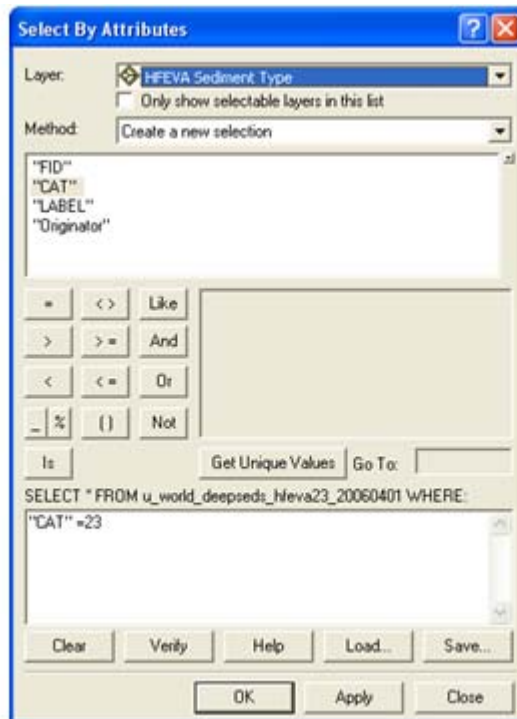 Select By Attributes
Layer: HFEVA Sediment Type
Only show selectable layers in this list
Method: Create a new selection
"FID"
"CAT"
"LABEL"
"Originator"
= < > Like
> > = And
< < = Or
_ % ( ) Not
Is Get Unique Values Go To:
SELECT * FROM u_world_deepseds_hfeva23_20060401 WHERE:
"CAT" =23
Clear Verify Help Load... Save...
OK Apply Close